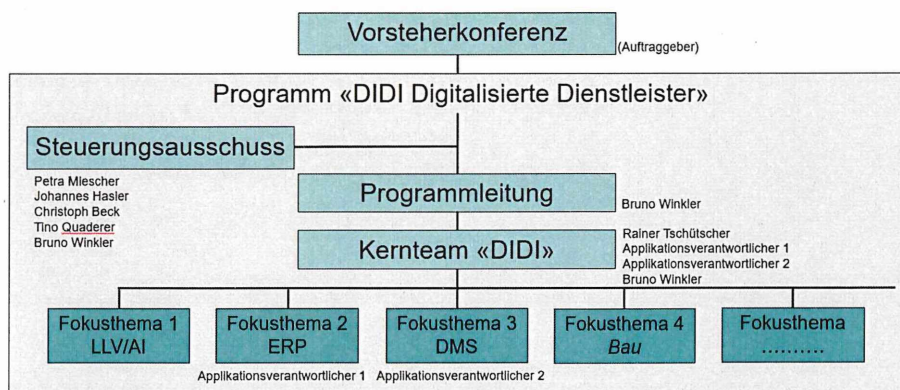 Vorsteherkonferenz
(Auftraggeber)
Programm «DIDI Digitalisierte Dienstleister»
Steuerungsausschuss
Petra Miescher
Johannes Hasler
Christoph Beck
Tino Quaderer
Bruno Winkler
Programmleitung
Bruno Winkler
Kernteam «DIDI»
Rainer Tschütscher
Applikationsverantwortlicher 1
Applikationsverantwortlicher 2
Bruno Winkler
Fokusthema 1
LLV/AI
Fokusthema 2
ERP
Applikationsverantwortlicher 1
Fokusthema 3
DMS
Applikationsverantwortlicher 2
Fokusthema 4
Bau
Fokusthema
..........